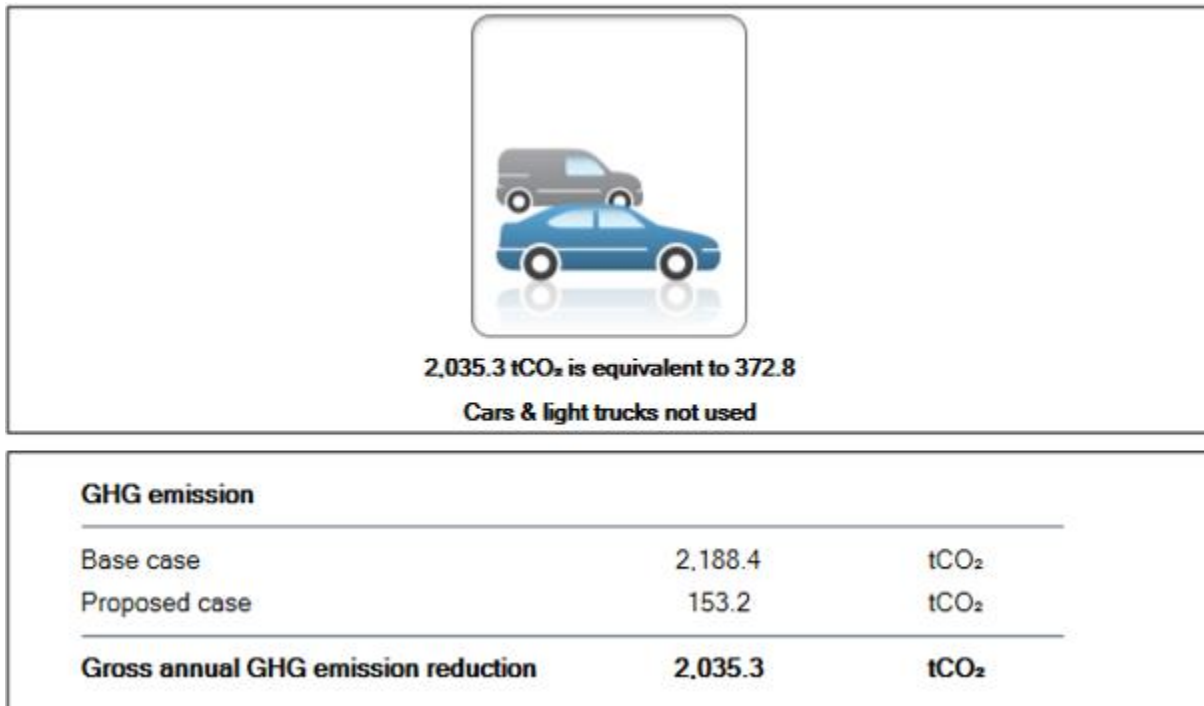 2,035.3 tCO₂ is equivalent to 372.8
Cars & light trucks not used
GHG emission
Base case 2,188.4 tCO₂
Proposed case 153.2 tCO₂
Gross annual GHG emission reduction 2,035.3 tCO₂